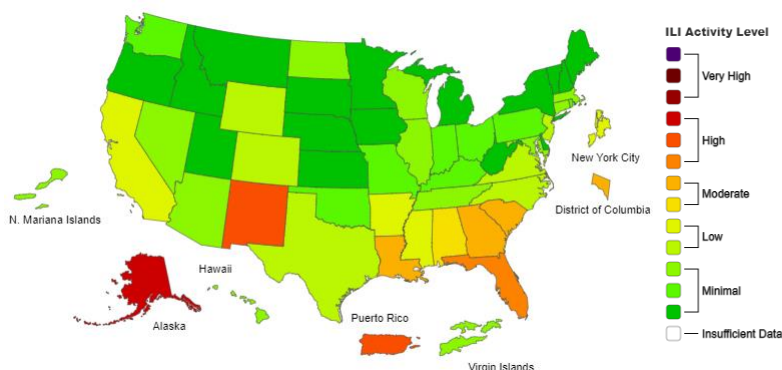 ILI Activity Level
Very High
High
Moderate
Low
Minimal
Insufficient Data
New York City
District of Columbia
N. Mariana Islands
Hawaii
Alaska
Puerto Rico
Virgin Islands